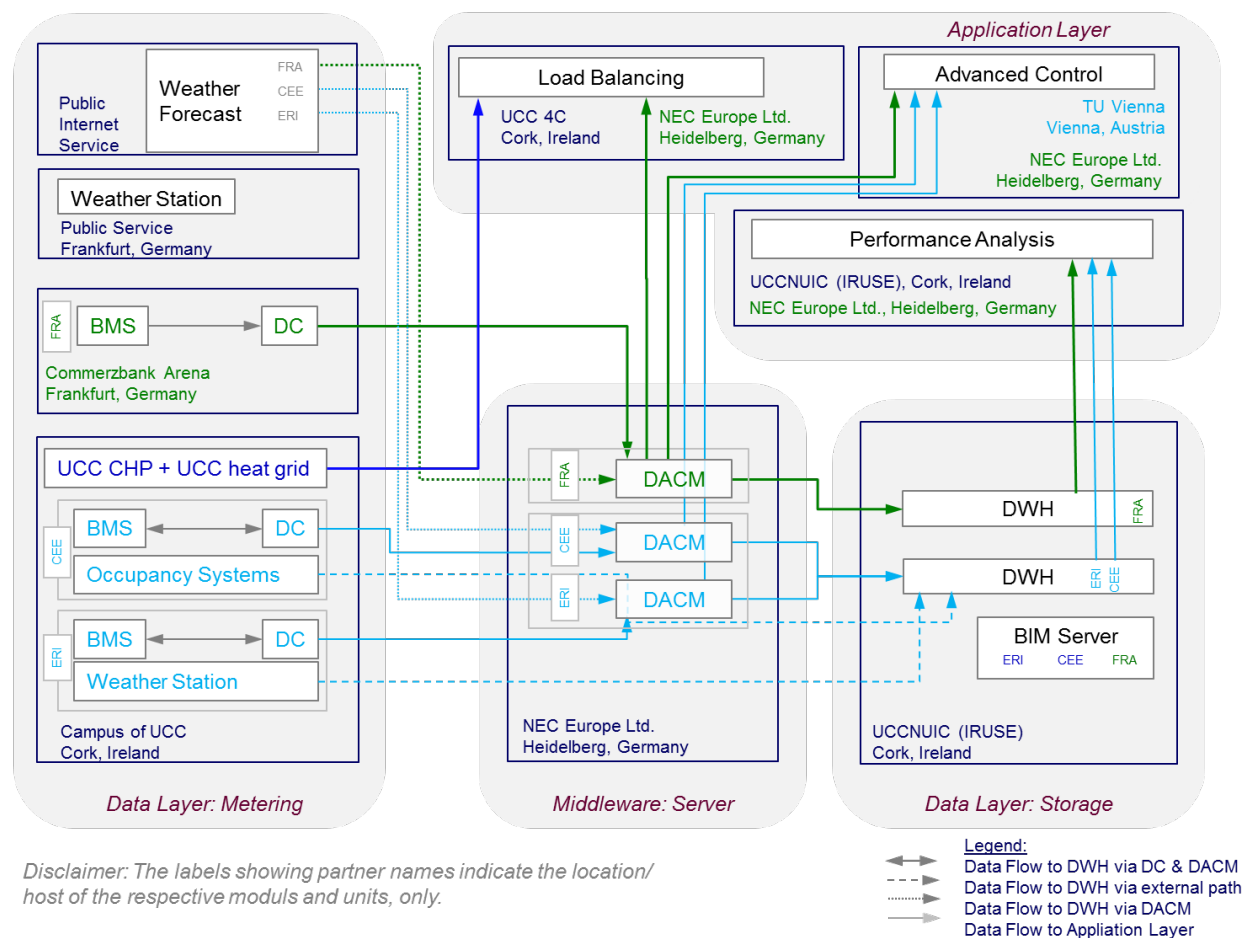 Application Layer
Weather
Forecast
FRA
CEE
ERI
Public
Internet
Service
Load Balancing
UCC 4C
Cork, Ireland
NEC Europe Ltd.
Heidelberg, Germany
Advanced Control
TU Vienna
Vienna, Austria
NEC Europe Ltd.
Heidelberg, Germany
Weather Station
Public Service
Frankfurt, Germany
Performance Analysis
UCCNUIC (IRUSE), Cork, Ireland
NEC Europe Ltd., Heidelberg, Germany
FRA
BMS
DC
Commerzbank Arena
Frankfurt, Germany
UCC CHP + UCC heat grid
CEE
BMS
DC
Occupancy Systems
ERI
BMS
DC
Weather Station
Campus of UCC
Cork, Ireland
Data Layer: Metering
FRA
DACM
CEE
DACM
ERI
DACM
NEC Europe Ltd.
Heidelberg, Germany
Middleware: Server
DWH
FRA
DWH
ERI
CEE
BIM Server
ERI
CEE
FRA
UCCNUIC (IRUSE)
Cork, Ireland
Data Layer: Storage
Disclaimer: The labels showing partner names indicate the location/
host of the respective moduls and units, only.
Legend:
Data Flow to DWH via DC & DACM
Data Flow to DWH via external path
Data Flow to DWH via DACM
Data Flow to Appliation Layer